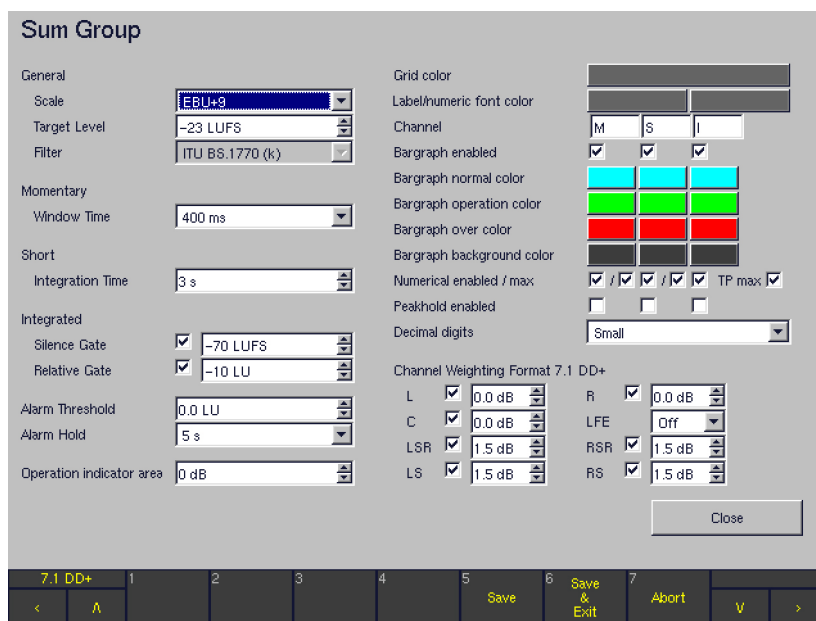 Sum Group
General
Scale EBU+9
Target Level -23 LUFS
Filter ITU BS.1770 (k)
Momentary
Window Time 400 ms
Short
Integration Time 3 s
Integrated
Silence Gate -70 LUFS
Relative Gate -10 LU
Alarm Threshold 0.0 LU
Alarm Hold 5 s
Operation indicator area 0 dB
Grid color
Label/numeric font color
Channel M S I
Bargraph enabled
Bargraph normal color
Bargraph operation color
Bargraph over color
Bargraph background color
Numerical enabled / max / / TP max
Peakhold enabled
Decimal digits Small
Channel Weighting Format 7.1 DD+
L 0.0 dB R 0.0 dB
C 0.0 dB LFE Off
LSR 1.5 dB RSR 1.5 dB
LS 1.5 dB RS 1.5 dB
Close
7.1 DD+ 1 2 3 4 5 6 7
< Λ Save Save & Exit Abort V >